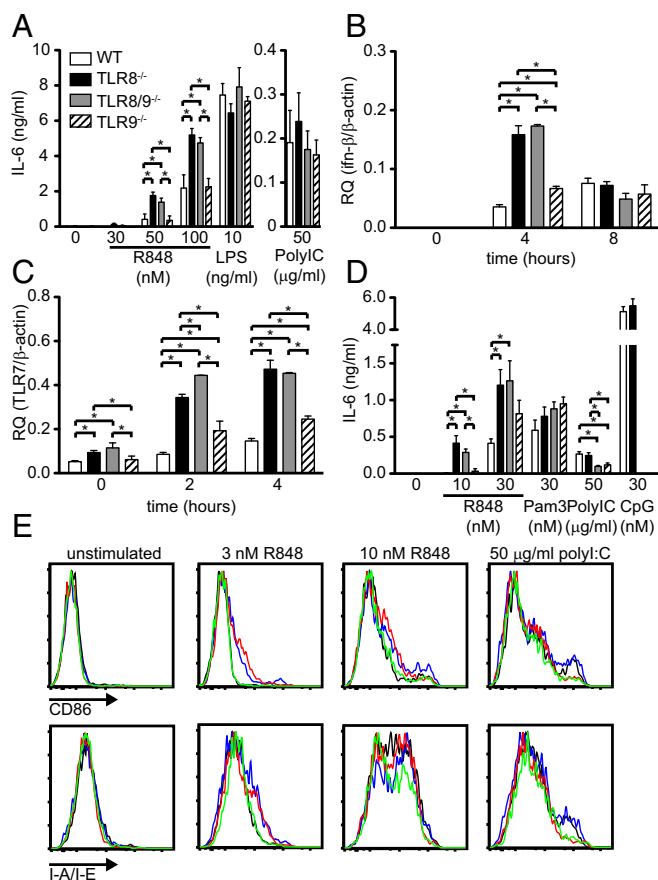 A
IL-6 (ng/ml)
10
8
6
4
2
0
WT
TLR8-/-
TLR8/9-/-
TLR9-/-
0.4
0.3
0.2
0.1
0
* * * *
* * * *
0 30 50 100 10 50
R848 (nM)
LPS (ng/ml)
PolyIC (μg/ml)
B
RQ (ifn-β/β-actin)
0.3
0.2
0.1
0.0
* * * * *
0 4 8
time (hours)
C
RQ (TLR7/β-actin)
0.8
0.6
0.4
0.2
0.0
* * * *
* * * * *
* * * *
0 2 4
time (hours)
D
IL-6 (ng/ml)
6.0
4.0
1.5
1.0
0.5
0.0
* * * *
* *
* * * *
0 10 30 30 50 30
R848 (nM)
Pam3 (nM)
PolyIC (μg/ml)
CpG (nM)
E
unstimulated
3 nM R848
10 nM R848
50 μg/ml polyI:C
CD86
I-A/I-E